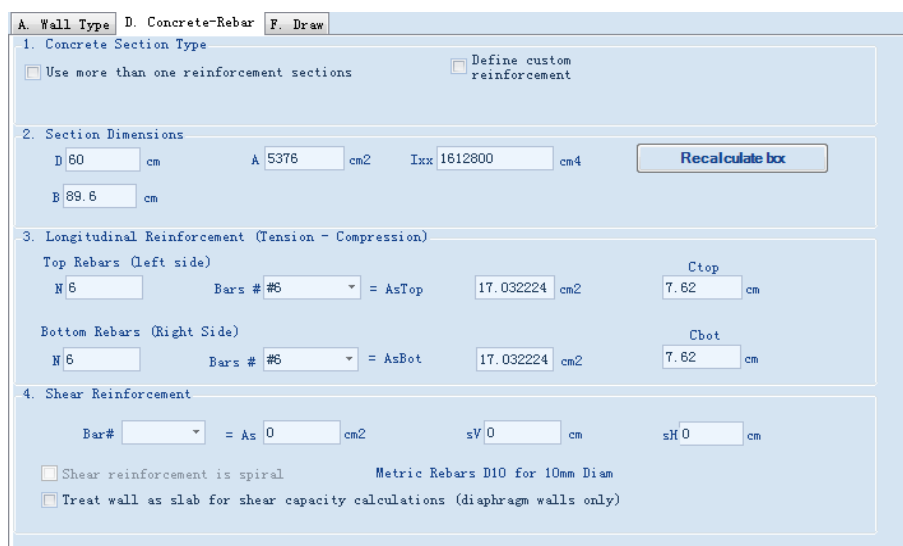 A. Wall Type D. Concrete-Rebar F. Draw
1. Concrete Section Type
Use more than one reinforcement sections
Define custom
reinforcement
2. Section Dimensions
D 60 cm A 5376 cm2 Ixx 1612800 cm4 Recalculate Ixx
B 89.6 cm
3. Longitudinal Reinforcement (Tension - Compression)
Top Rebars (left side) Ctop
N 6 Bars # #6 = AsTop 17.032224 cm2 7.62 cm
Bottom Rebars (Right Side) Cbot
N 6 Bars # #6 = AsBot 17.032224 cm2 7.62 cm
4. Shear Reinforcement
Bar# = As 0 cm2 sV 0 cm sH 0 cm
Shear reinforcement is spiral Metric Rebars D10 for 10mm Diam
Treat wall as slab for shear capacity calculations (diaphragm walls only)